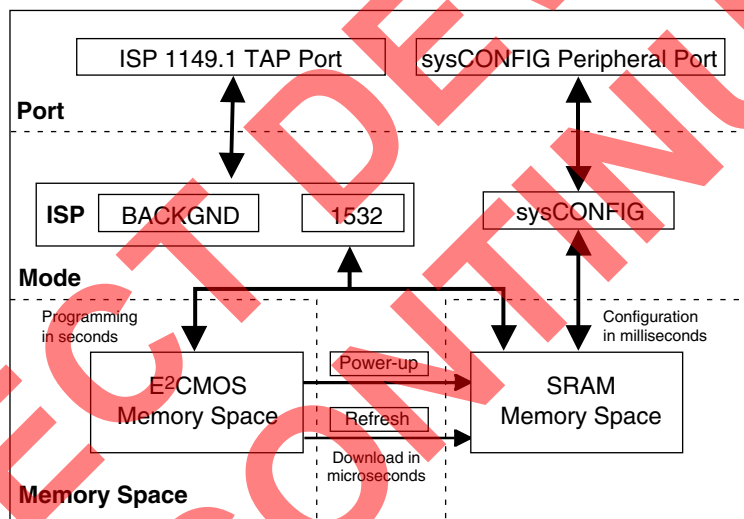 ISP 1149.1 TAP Port
sysCONFIG Peripheral Port
Port
ISP
BACKGND
1532
sysCONFIG
Mode
Programming
in seconds
Configuration
in milliseconds
E²CMOS
Memory Space
Power-up
Refresh
Download in
microseconds
SRAM
Memory Space
Memory Space